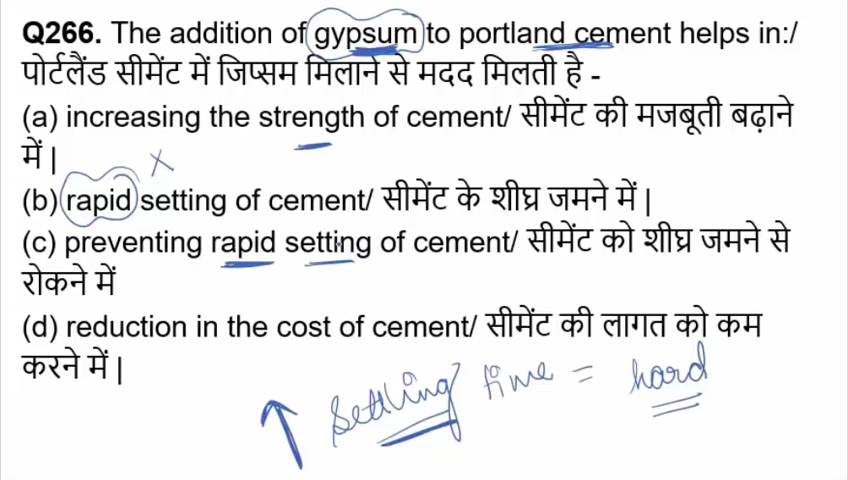 Q266. The addition of gypsum to portland cement helps in:/
पोर्टलैंड सीमेंट में जिप्सम मिलाने से मदद मिलती है -
(a) increasing the strength of cement/ सीमेंट की मजबूती बढ़ाने
में|
(b) rapid setting of cement/ सीमेंट के शीघ्र जमने में|
(c) preventing rapid setting of cement/ सीमेंट को शीघ्र जमने से
रोकने में
(d) reduction in the cost of cement/ सीमेंट की लागत को कम
करने में|
↑ settling time = hard